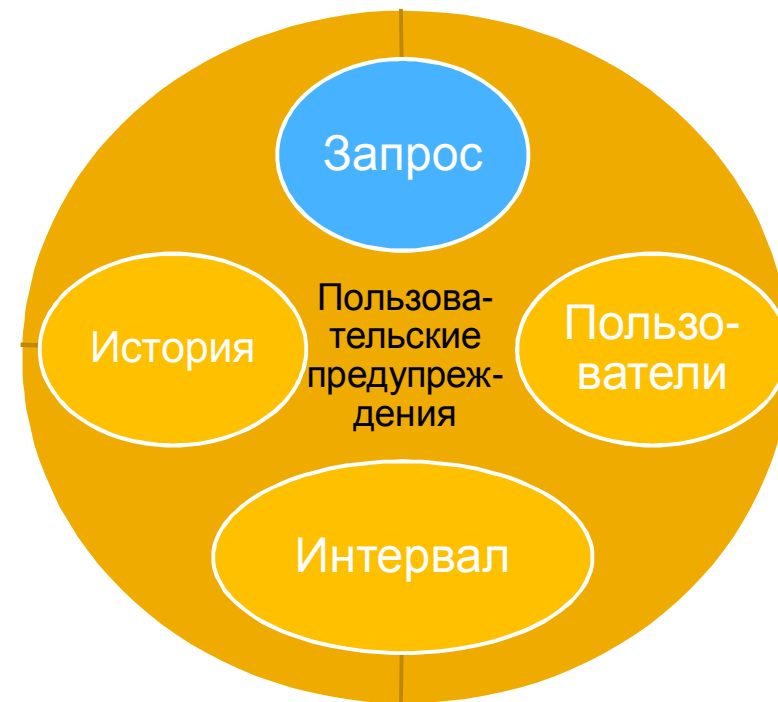 Запрос
История
Пользова-
тельские
предупреж-
дения
Пользо-
ватели
Интервал